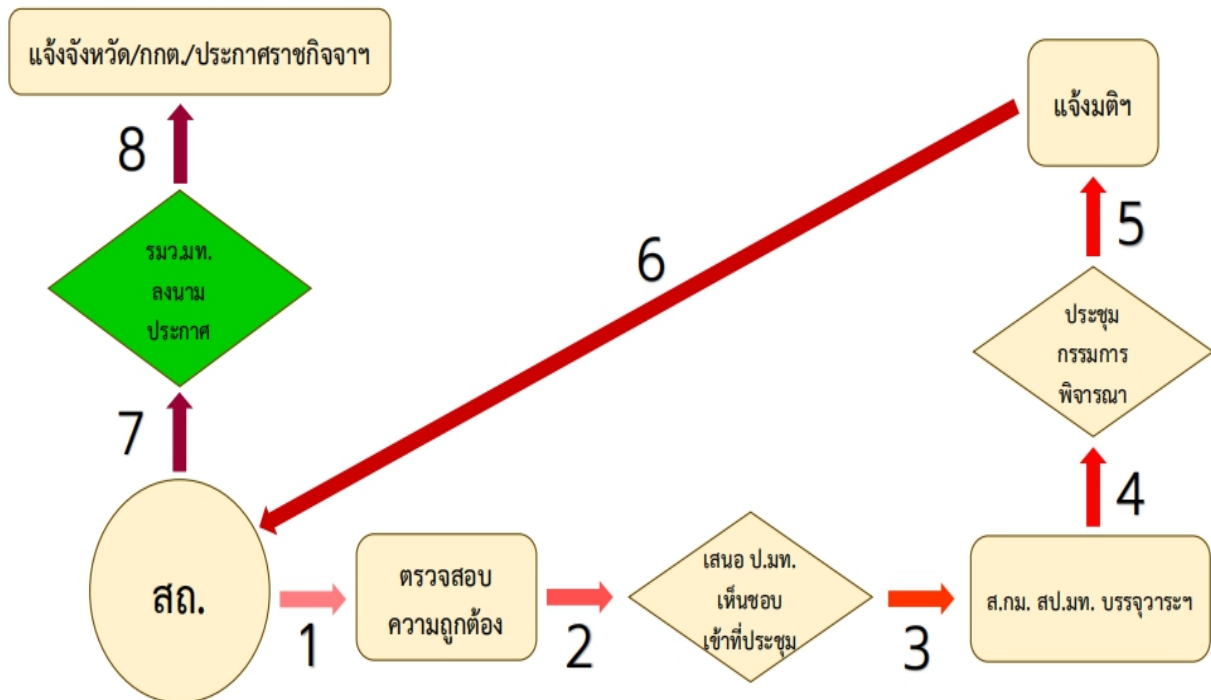 แจ้งจังหวัด/กกต./ประกาศราชกิจจาฯ
แจ้งมติฯ
8
5
6
รมว.มท.
ลงนาม
ประกาศ
ประชุม
กรรมการ
พิจารณา
7
4
สถ.
1
ตรวจสอบ
ความถูกต้อง
2
เสนอ ป.มท.
เห็นชอบ
เข้าที่ประชุม
3
ส.กม. สป.มท. บรรจุวาระฯ